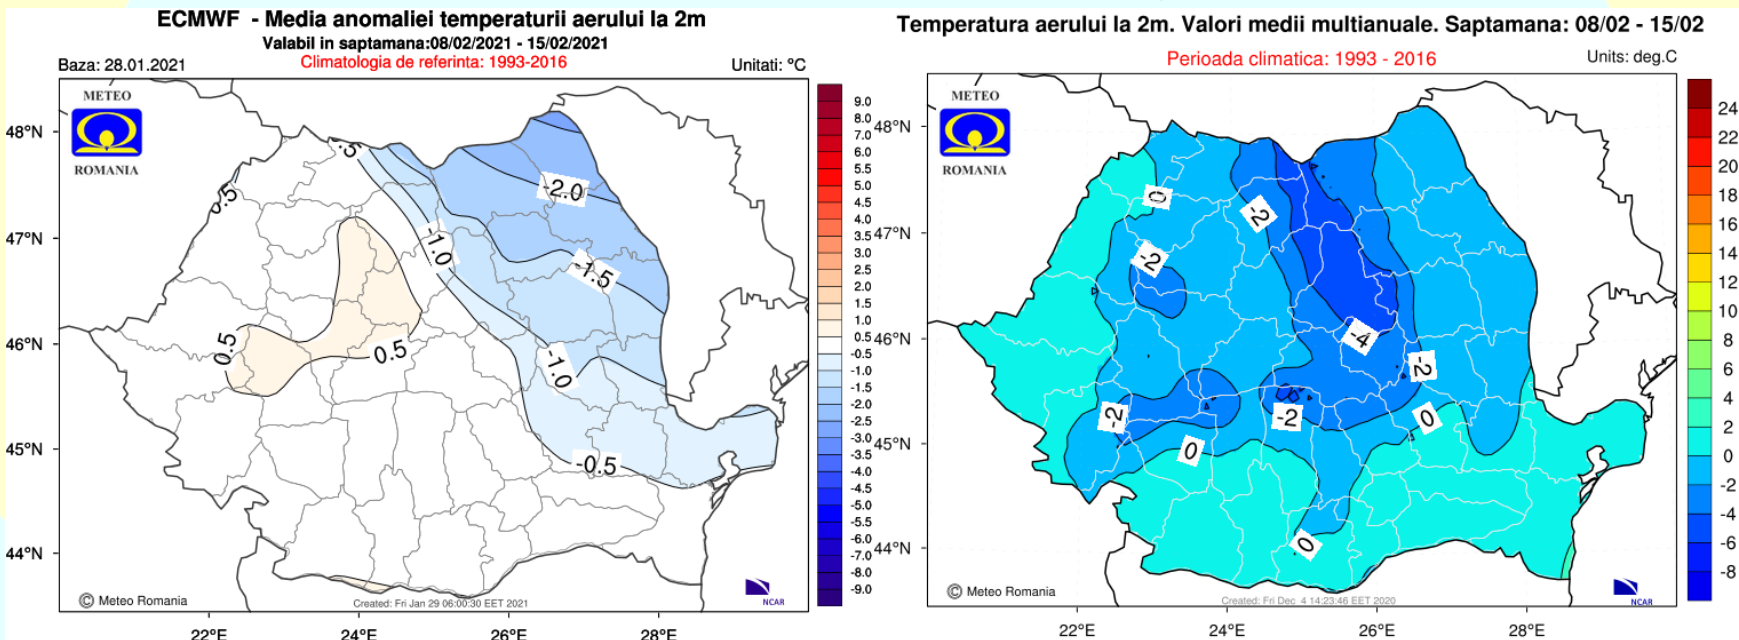 ECMWF - Media anomaliei temperaturii aerului la 2m
Valabil in saptamana:08/02/2021 - 15/02/2021
Baza: 28.01.2021
Climatologia de referinta: 1993-2016
Unitati: °C
METEO
ROMANIA
48°N
47°N
46°N
45°N
44°N
22°E
24°E
26°E
28°E
.5
0.5
0.5
0.5
-1.0
-2.0
-1.5
-1.0
-0.5
9.0
8.0
7.0
6.0
5.5
5.0
4.5
4.0
3.5
3.0
2.5
2.0
1.5
1.0
0.5
-0.5
-1.0
-1.5
-2.0
-2.5
-3.5
-3.0
-4.0
-4.5
-5.0
-5.5
-6.0
-7.0
-8.0
-9.0
© Meteo Romania
Created: Fri Jan 29 06:00:30 EET 2021
NCAR
Temperatura aerului la 2m. Valori medii multianuale. Saptamana: 08/02 - 15/02
Perioada climatica: 1993 - 2016
Units: deg.C
METEO
ROMANIA
48°N
47°N
46°N
45°N
44°N
22°E
24°E
26°E
28°E
0
-2
-2
-4
-2
-2
-2
0
0
0
24
22
20
18
16
14
12
10
8
6
4
2
0
-2
-4
-6
-8
© Meteo Romania
Created: Fri Dec 4 14:23:46 EET 2020
NCAR